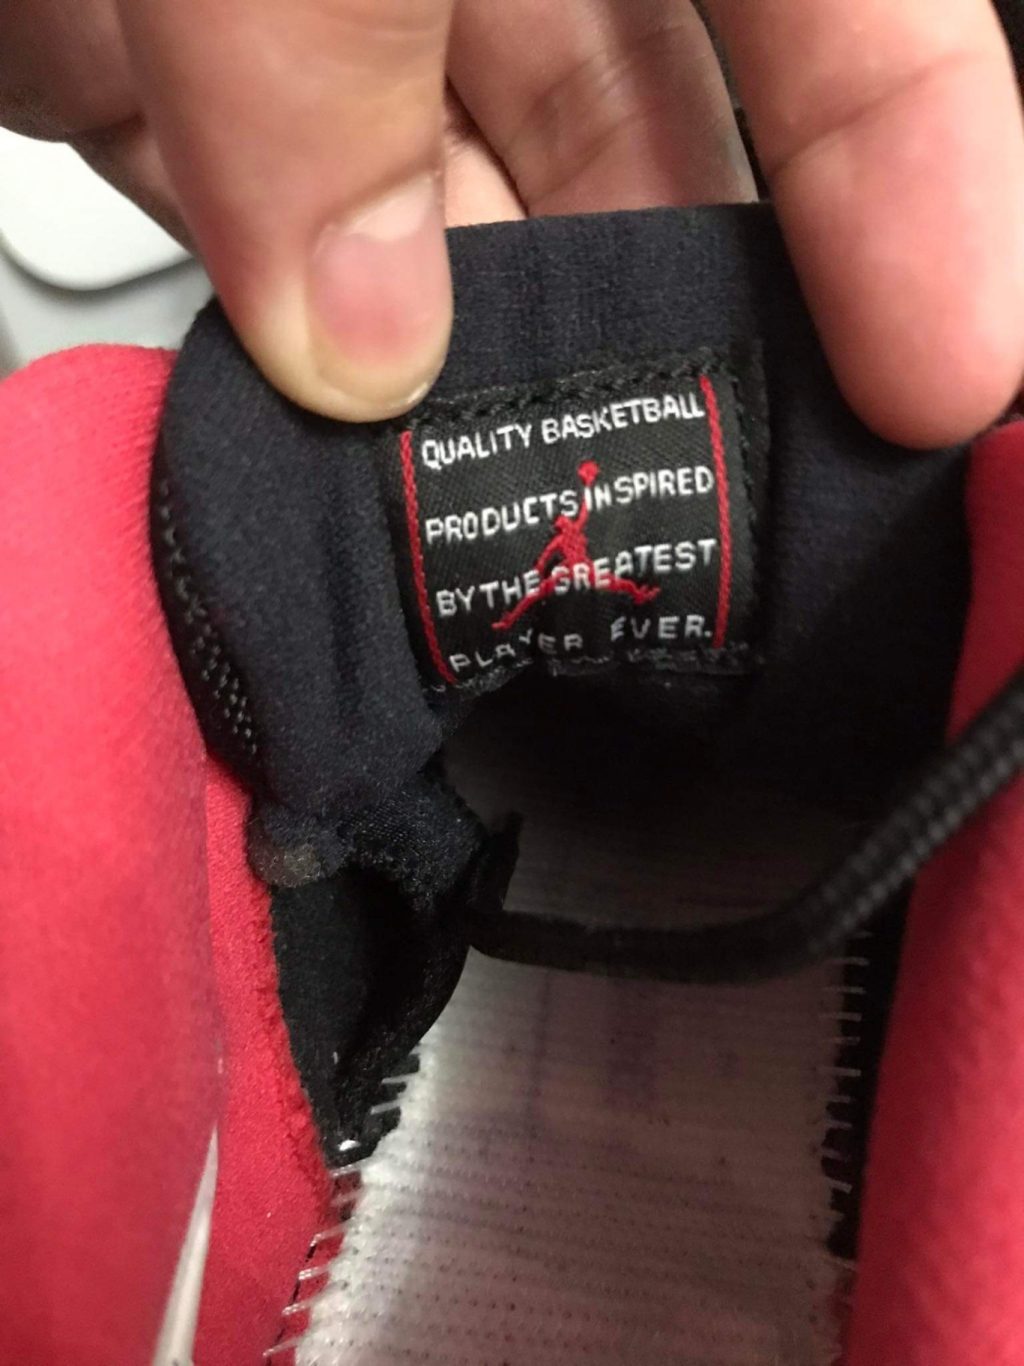 QUALITY BASKETBALL
PRODUCTS INSPIRED
BY THE GREATEST
PLAYER EVER.